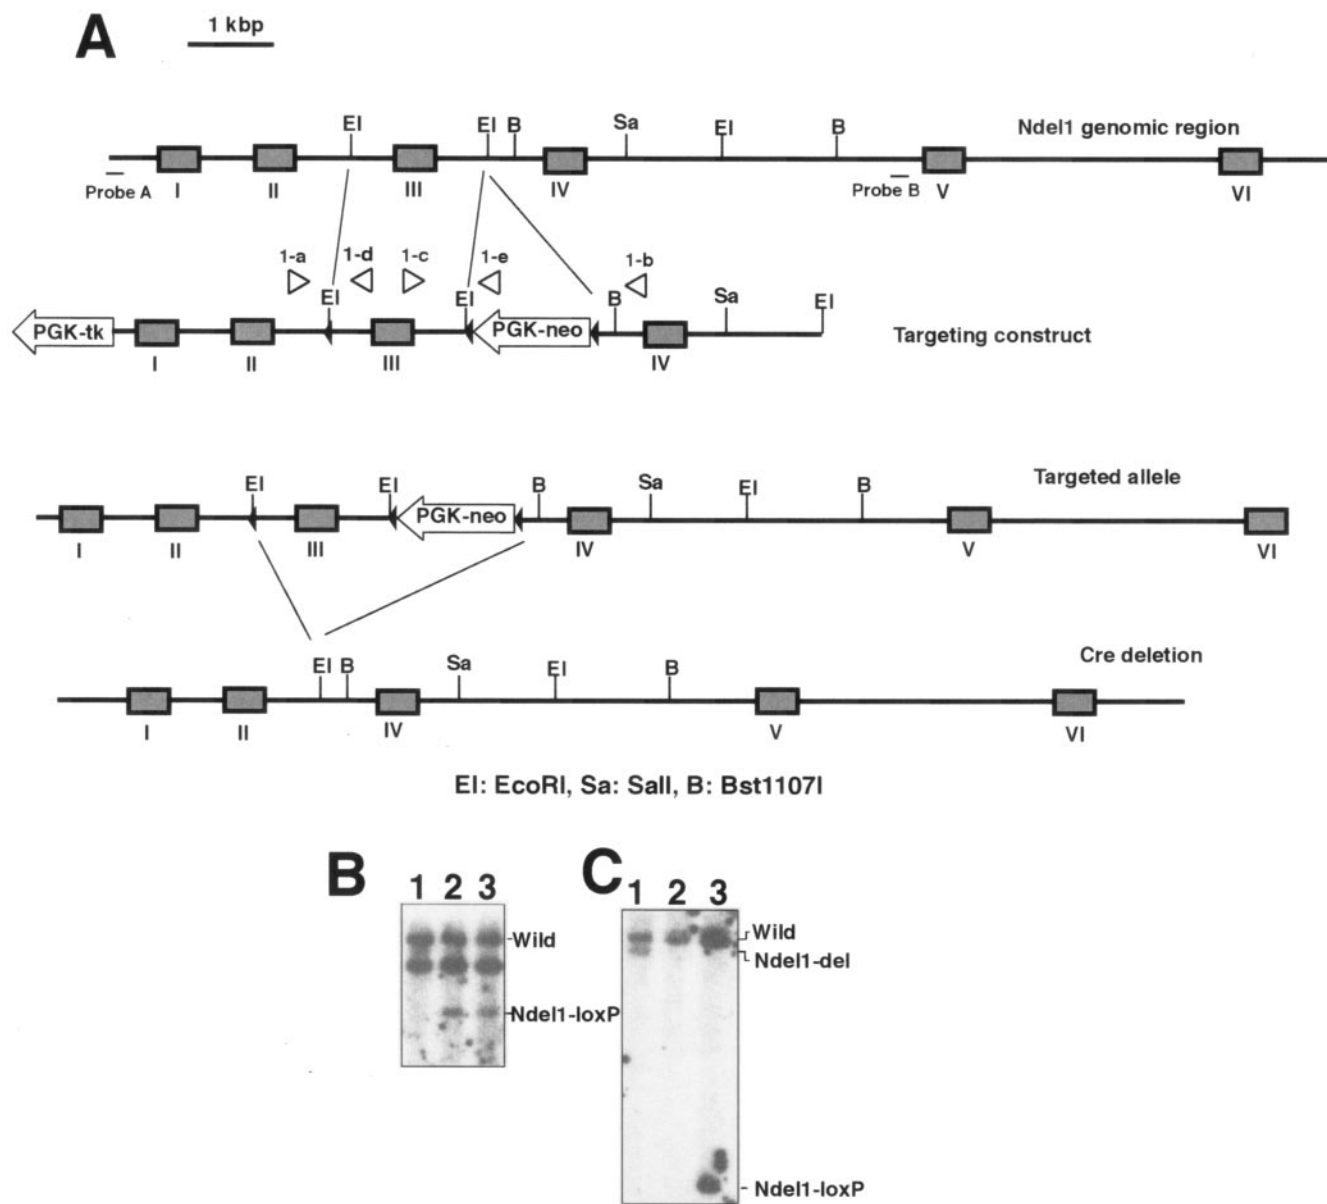 A
1 kbp
EI EI B Sa EI B Ndel1 genomic region
Probe A I II III IV Probe B V VI
1-a 1-d 1-c 1-e 1-b
EI EI B Sa EI
PGK-tk PGK-neo Targeting construct
I II III IV
EI EI B Sa EI B Targeted allele
PGK-neo
I II III IV V VI
EI B Sa EI B Cre deletion
I II IV V VI
EI: EcoRI, Sa: SalI, B: Bst1107I
B
1 2 3
Wild
Ndel1-loxP
C
1 2 3
Wild
Ndel1-del
Ndel1-loxP